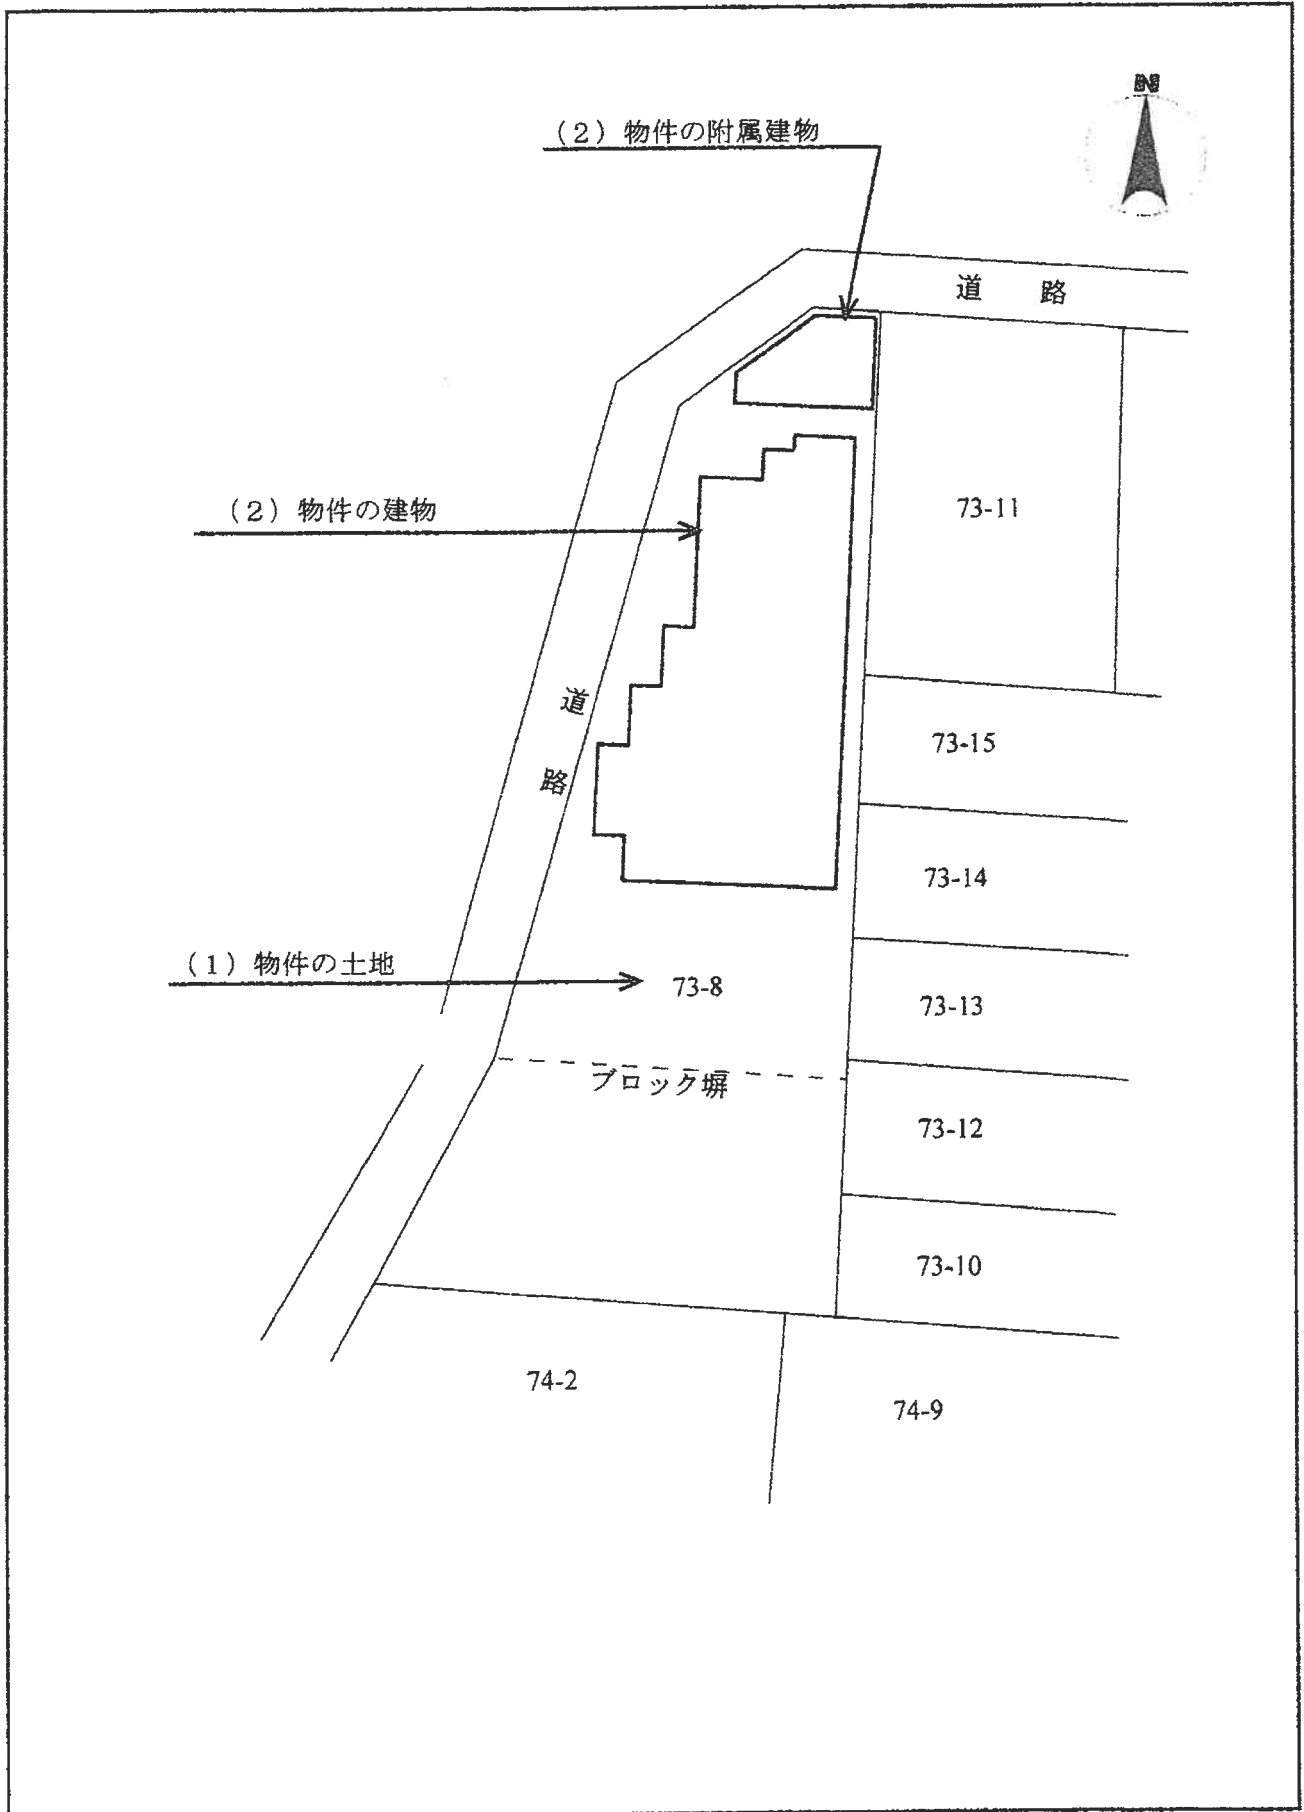 N
（2）物件の附属建物
道　路
（2）物件の建物
73-11
道
路
73-15
73-14
（1）物件の土地
73-8
73-13
ブロック塀
73-12
73-10
74-2
74-9